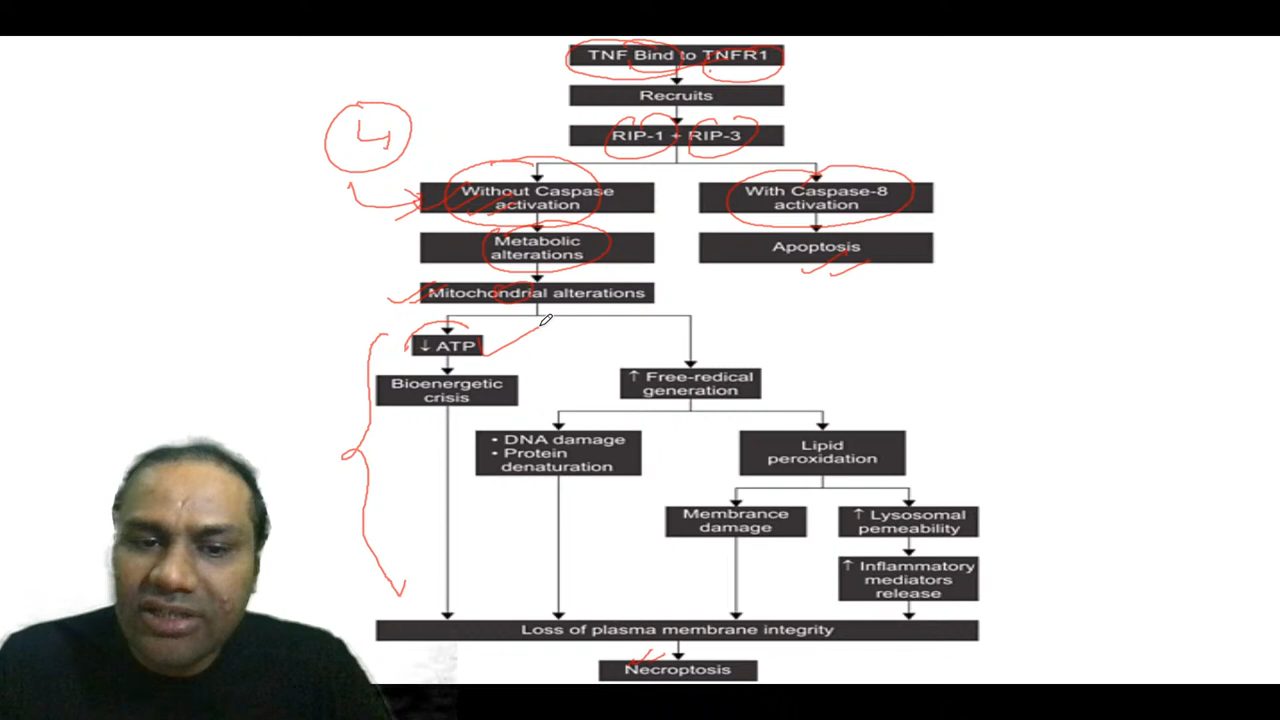 TNF Bind to TNFR1
Recruits
RIP-1 + RIP-3
4
Without Caspase
activation
With Caspase-8
activation
Metabolic
alterations
Apoptosis
Mitochondrial alterations
↓ ATP
Bioenergetic
crisis
↑ Free-redical
generation
• DNA damage
• Protein
denaturation
Lipid
peroxidation
Membrance
damage
↑ Lysosomal
pemeability
↑ Inflammatory
mediators
release
Loss of plasma membrane integrity
Necroptosis